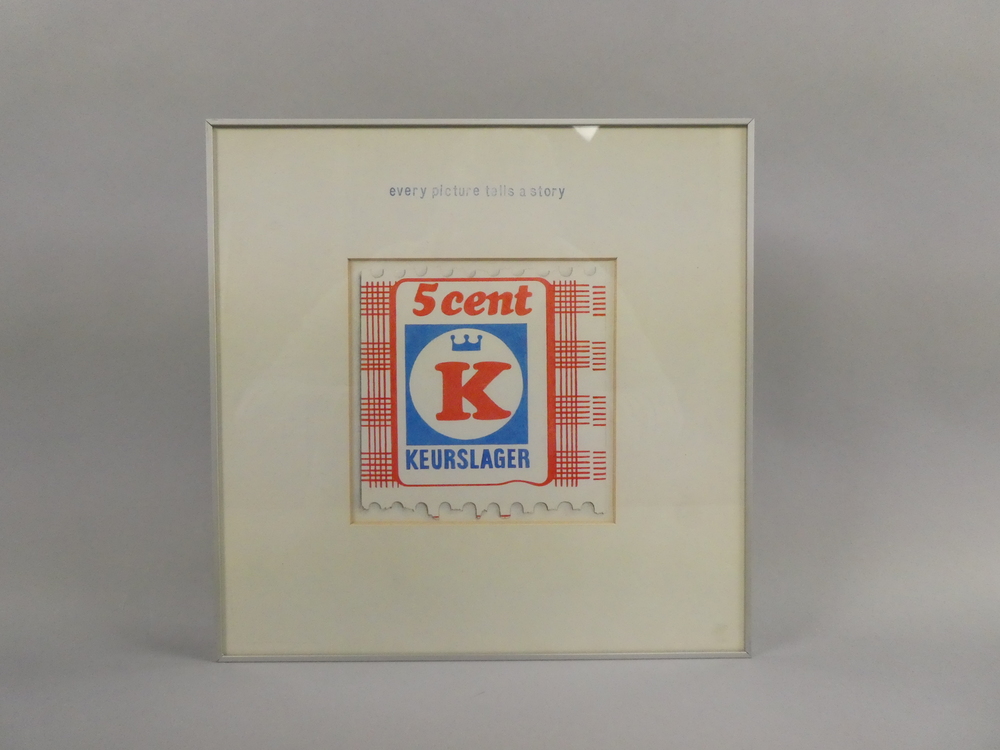 every picture tells a story
5 cent
K
KEURSLAGER